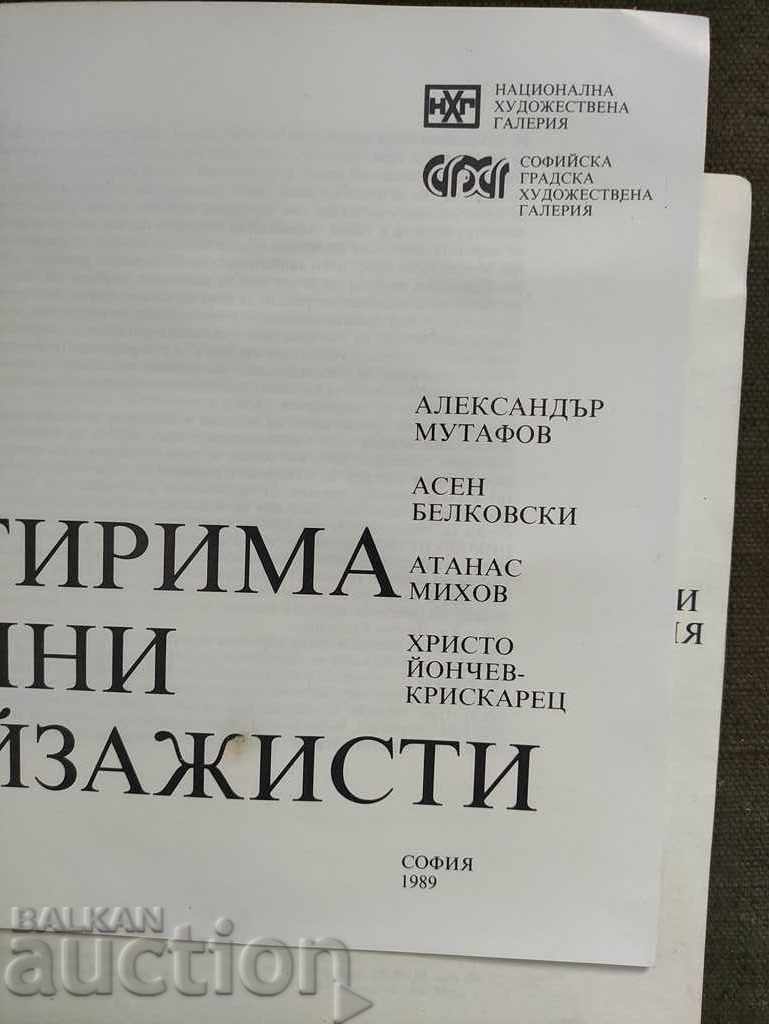 НХГ
НАЦИОНАЛНА
ХУДОЖЕСТВЕНА
ГАЛЕРИЯ
СОФИЙСКА
ГРАДСКА
ХУДОЖЕСТВЕНА
ГАЛЕРИЯ
АЛЕКСАНДЪР
МУТАФОВ
АСЕН
БЕЛКОВСКИ
АТАНАС
МИХОВ
ХРИСТО
ЙОНЧЕВ-
КРИСКАРЕЦ
ТИРИМА
НИ
ЙЗАЖИСТИ
И
Я
СОФИЯ
1989
BALKAN
auction